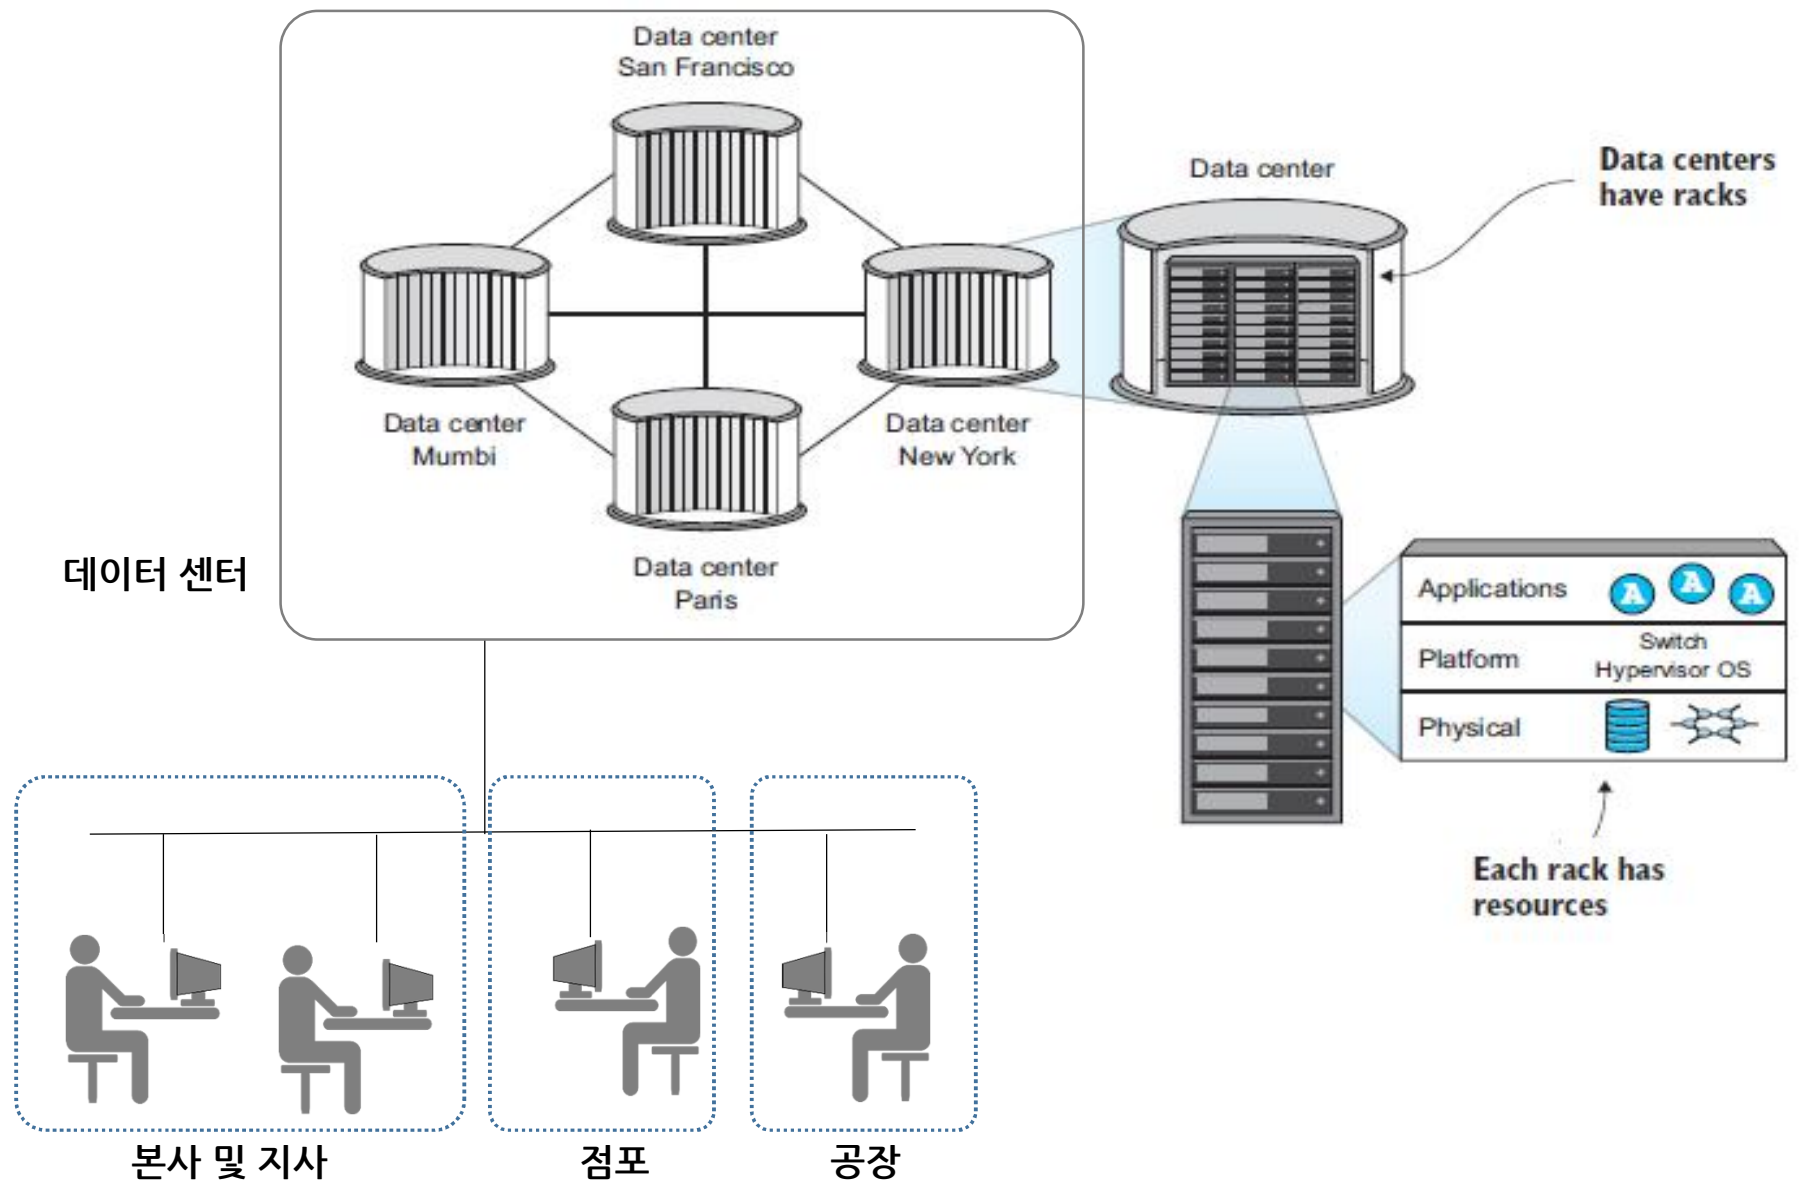 Data center
San Francisco
Data center
Mumbi
Data center
New York
Data center
Paris
데이터 센터
Data center
Data centers
have racks
Applications
A A A
Platform
Switch
Hypervisor OS
Physical
Each rack has
resources
본사 및 지사
점포
공장